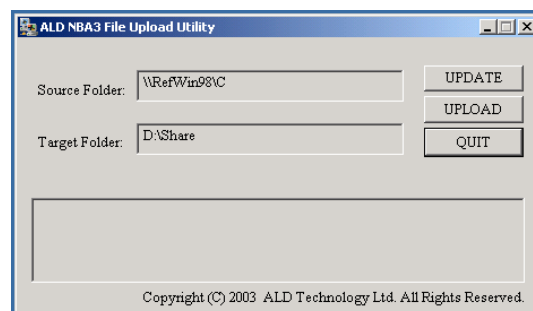 ALD NBA3 File Upload Utility
Source Folder: \\RefWin98\C
UPDATE
UPLOAD
Target Folder: D:\Share
QUIT
Copyright (C) 2003 ALD Technology Ltd. All Rights Reserved.